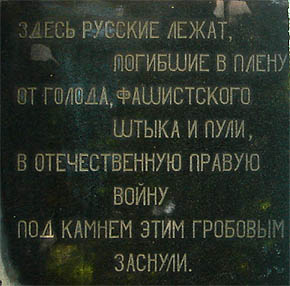 ЗДЕСЬ РУССКИЕ ЛЕЖАТ,
ПОГИБШИЕ В ПЛЕНУ
ОТ ГОЛОДА, ФАШИСТСКОГО
ШТЫКА И ПУЛИ,
В ОТЕЧЕСТВЕННУЮ ПРАВУЮ
ВОЙНУ
ПОД КАМНЕМ ЭТИМ ГРОБОВЫМ
ЗАСНУЛИ.